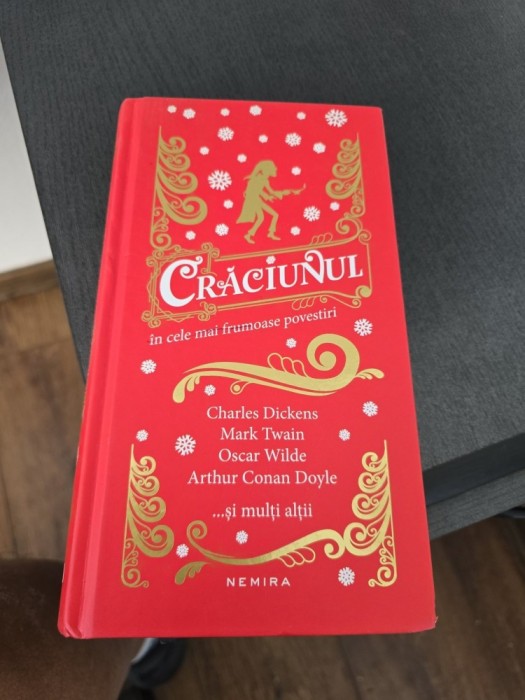 CRĂCIUNUL
în cele mai frumoase povestiri
Charles Dickens
Mark Twain
Oscar Wilde
Arthur Conan Doyle
...și mulți alții
NEMIRA